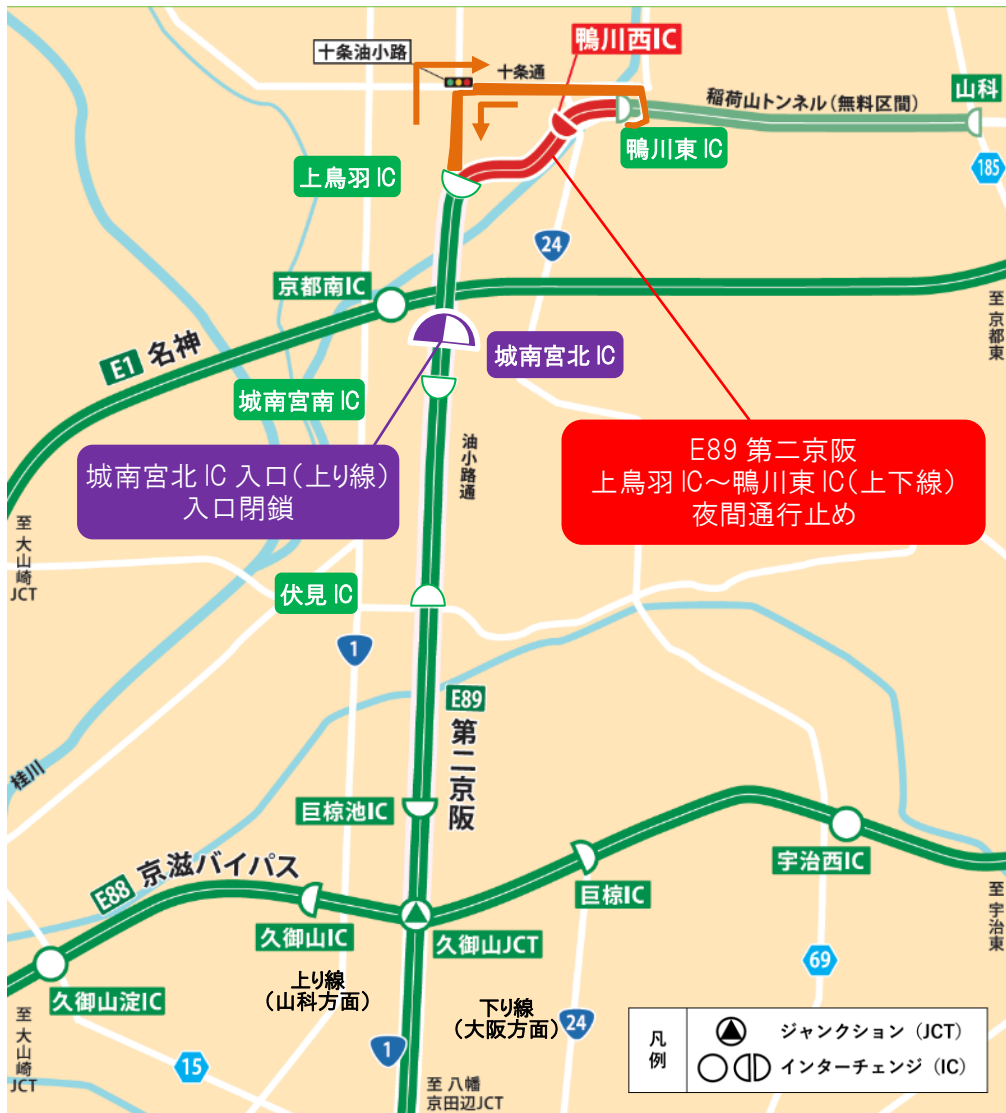 鴨川西IC
十条油小路
十条通
稲荷山トンネル(無料区間)
山科
鴨川東 IC
185
上鳥羽 IC
24
京都南IC
至 京都東
E1 名神
城南宮北 IC
城南宮南 IC
油小路通
城南宮北 IC 入口(上り線)
入口閉鎖
E89 第二京阪
上鳥羽 IC～鴨川東 IC(上下線)
夜間通行止め
至 大山崎JCT
伏見 IC
1
E89
第二京阪
桂川
巨椋池IC
E88 京滋バイパス
宇治西IC
巨椋IC
至 宇治東
久御山IC
久御山JCT
69
久御山淀IC
上り線
(山科方面)
下り線
(大阪方面)
24
至 大山崎JCT
15
1
至 八幡
京田辺JCT
凡例
ジャンクション (JCT)
インターチェンジ (IC)